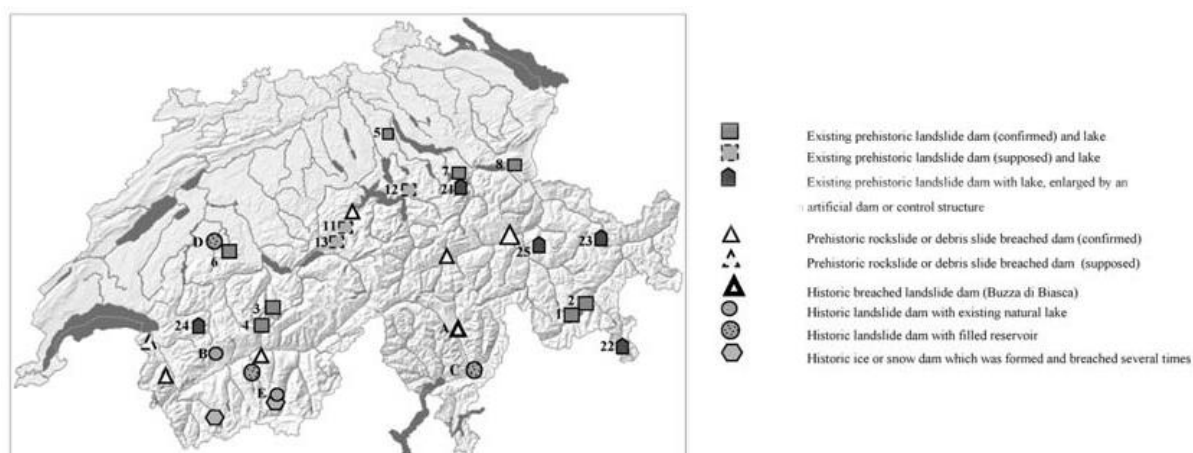 5
8
7
21
12
11
13
D
6
25
23
3
4
2
1
24
A
B
22
C
E
Existing prehistoric landslide dam (confirmed) and lake
Existing prehistoric landslide dam (supposed) and lake
Existing prehistoric landslide dam with lake, enlarged by an
artificial dam or control structure
Prehistoric rockslide or debris slide breached dam (confirmed)
Prehistoric rockslide or debris slide breached dam (supposed)
Historic breached landslide dam (Buzza di Biasca)
Historic landslide dam with existing natural lake
Historic landslide dam with filled reservoir
Historic ice or snow dam which was formed and breached several times